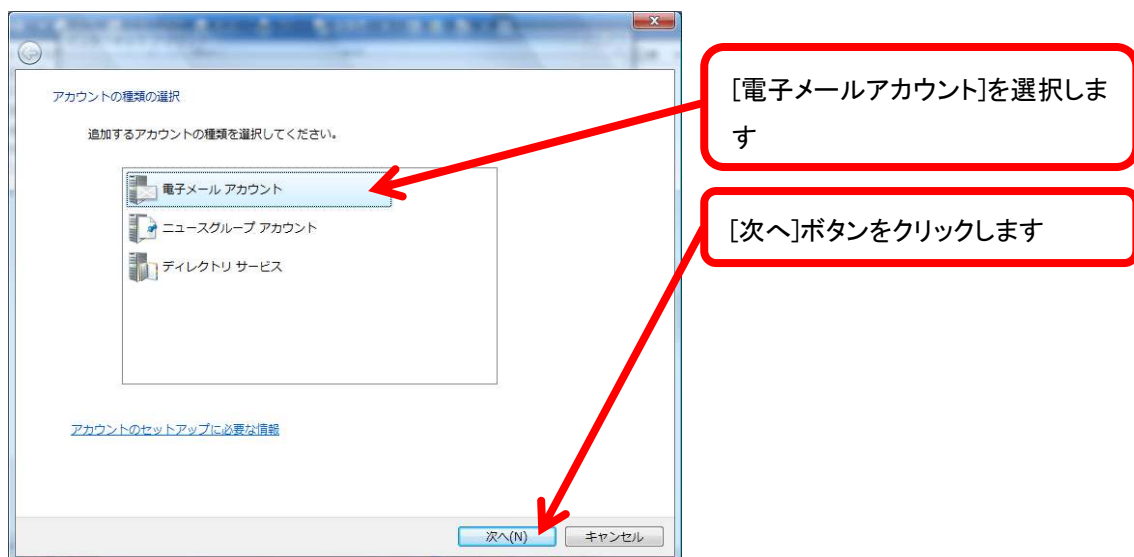 アカウントの種類の選択
追加するアカウントの種類を選択してください。
電子メール アカウント
ニュースグループ アカウント
ディレクトリ サービス
アカウントのセットアップに必要な情報
次へ(N)
キャンセル
[電子メールアカウント]を選択しま
す
[次へ]ボタンをクリックします